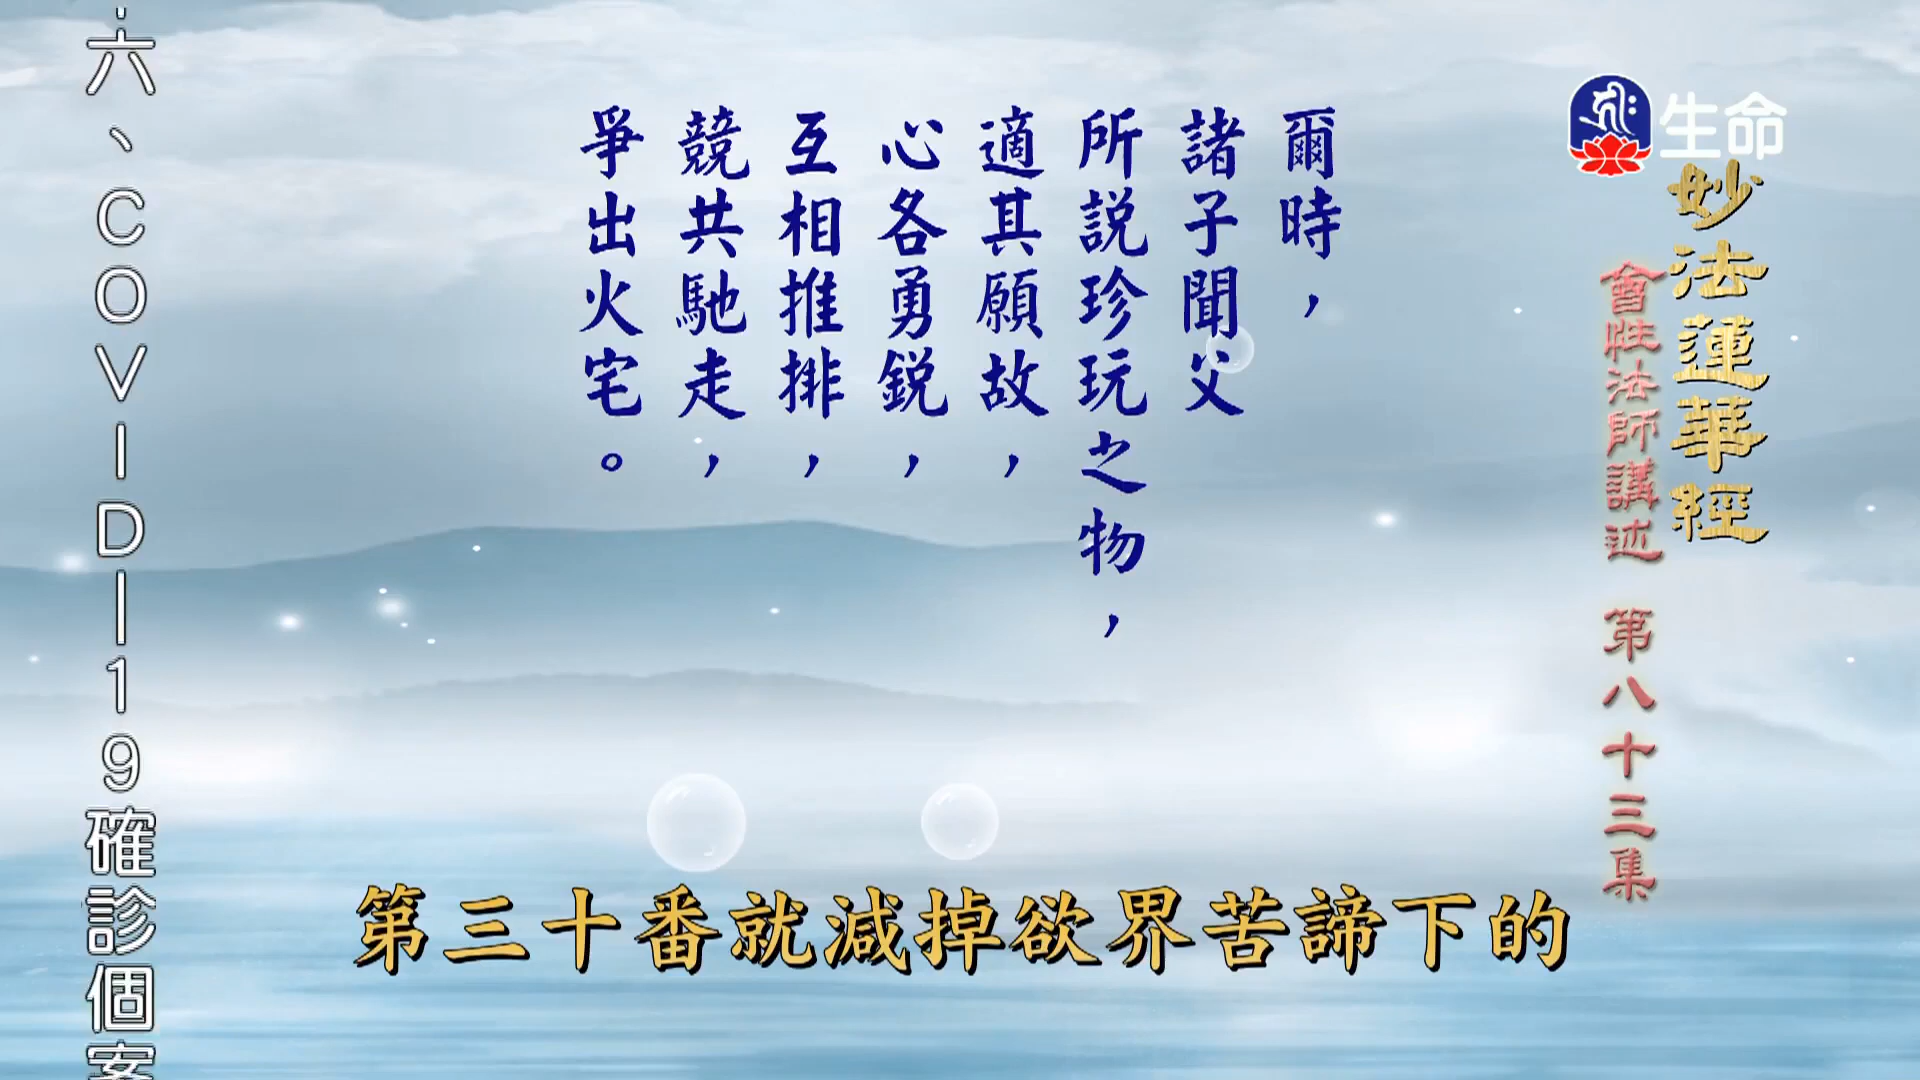 生命
妙法蓮華經
會性法師講述 第八十三集
爾時，
諸子聞父
所説珍玩之物，
適其願故，
心各勇鋭，
互相推排，
競共馳走，
爭出火宅。
六、COVID-19確診個案
第三十番就減掉欲界苦諦下的